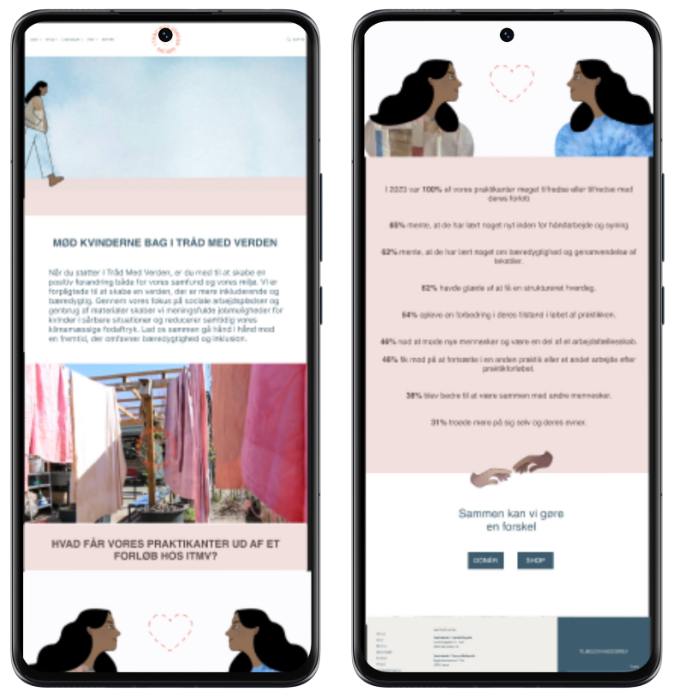 MØD KVINDERNE BAG I TRÅD MED VERDEN
Når du støtter I Tråd Med Verden, er du med til at skabe en
positiv forandring både for vores samfund og vores miljø. Vi er
forpligtede til at skabe en verden, der er mere inkluderende og
bæredygtig. Gennem vores fokus på sociale arbejdspladser og
genbrug af materialer skaber vi meningsfulde jobmuligheder for
kvinder i sårbare situationer og reducerer samtidig vores
klimamæssige fodaftryk. Lad os sammen gå hånd i hånd mod
en fremtid, der omfavner bæredygtighed og inklusion.
HVAD FÅR VORES PRAKTIKANTER UD AF ET
FORLØB HOS ITMV?
I 2023 var 100% af vores praktikanter meget tilfredse eller tilfredse med
deres forløb
85% mente, at de har lært noget nyt inden for håndarbejde og syning
62% mente, at de har lært noget om bæredygtighed og genanvendelse af
tekstiler.
62% havde glæde af at få en struktureret hverdag.
54% opleve en forbedring i deres tilstand i løbet af praktikken.
46% nød at møde nye mennesker og være en del af et arbejdsfællesskab.
46% fik mod på at fortsætte i en anden praktik eller et andet arbejde efter
praktikforløbet.
38% blev bedre til at være sammen med andre mennesker.
31% troede mere på sig selv og deres evner.
Sammen kan vi gøre
en forskel
DONÉR SHOP